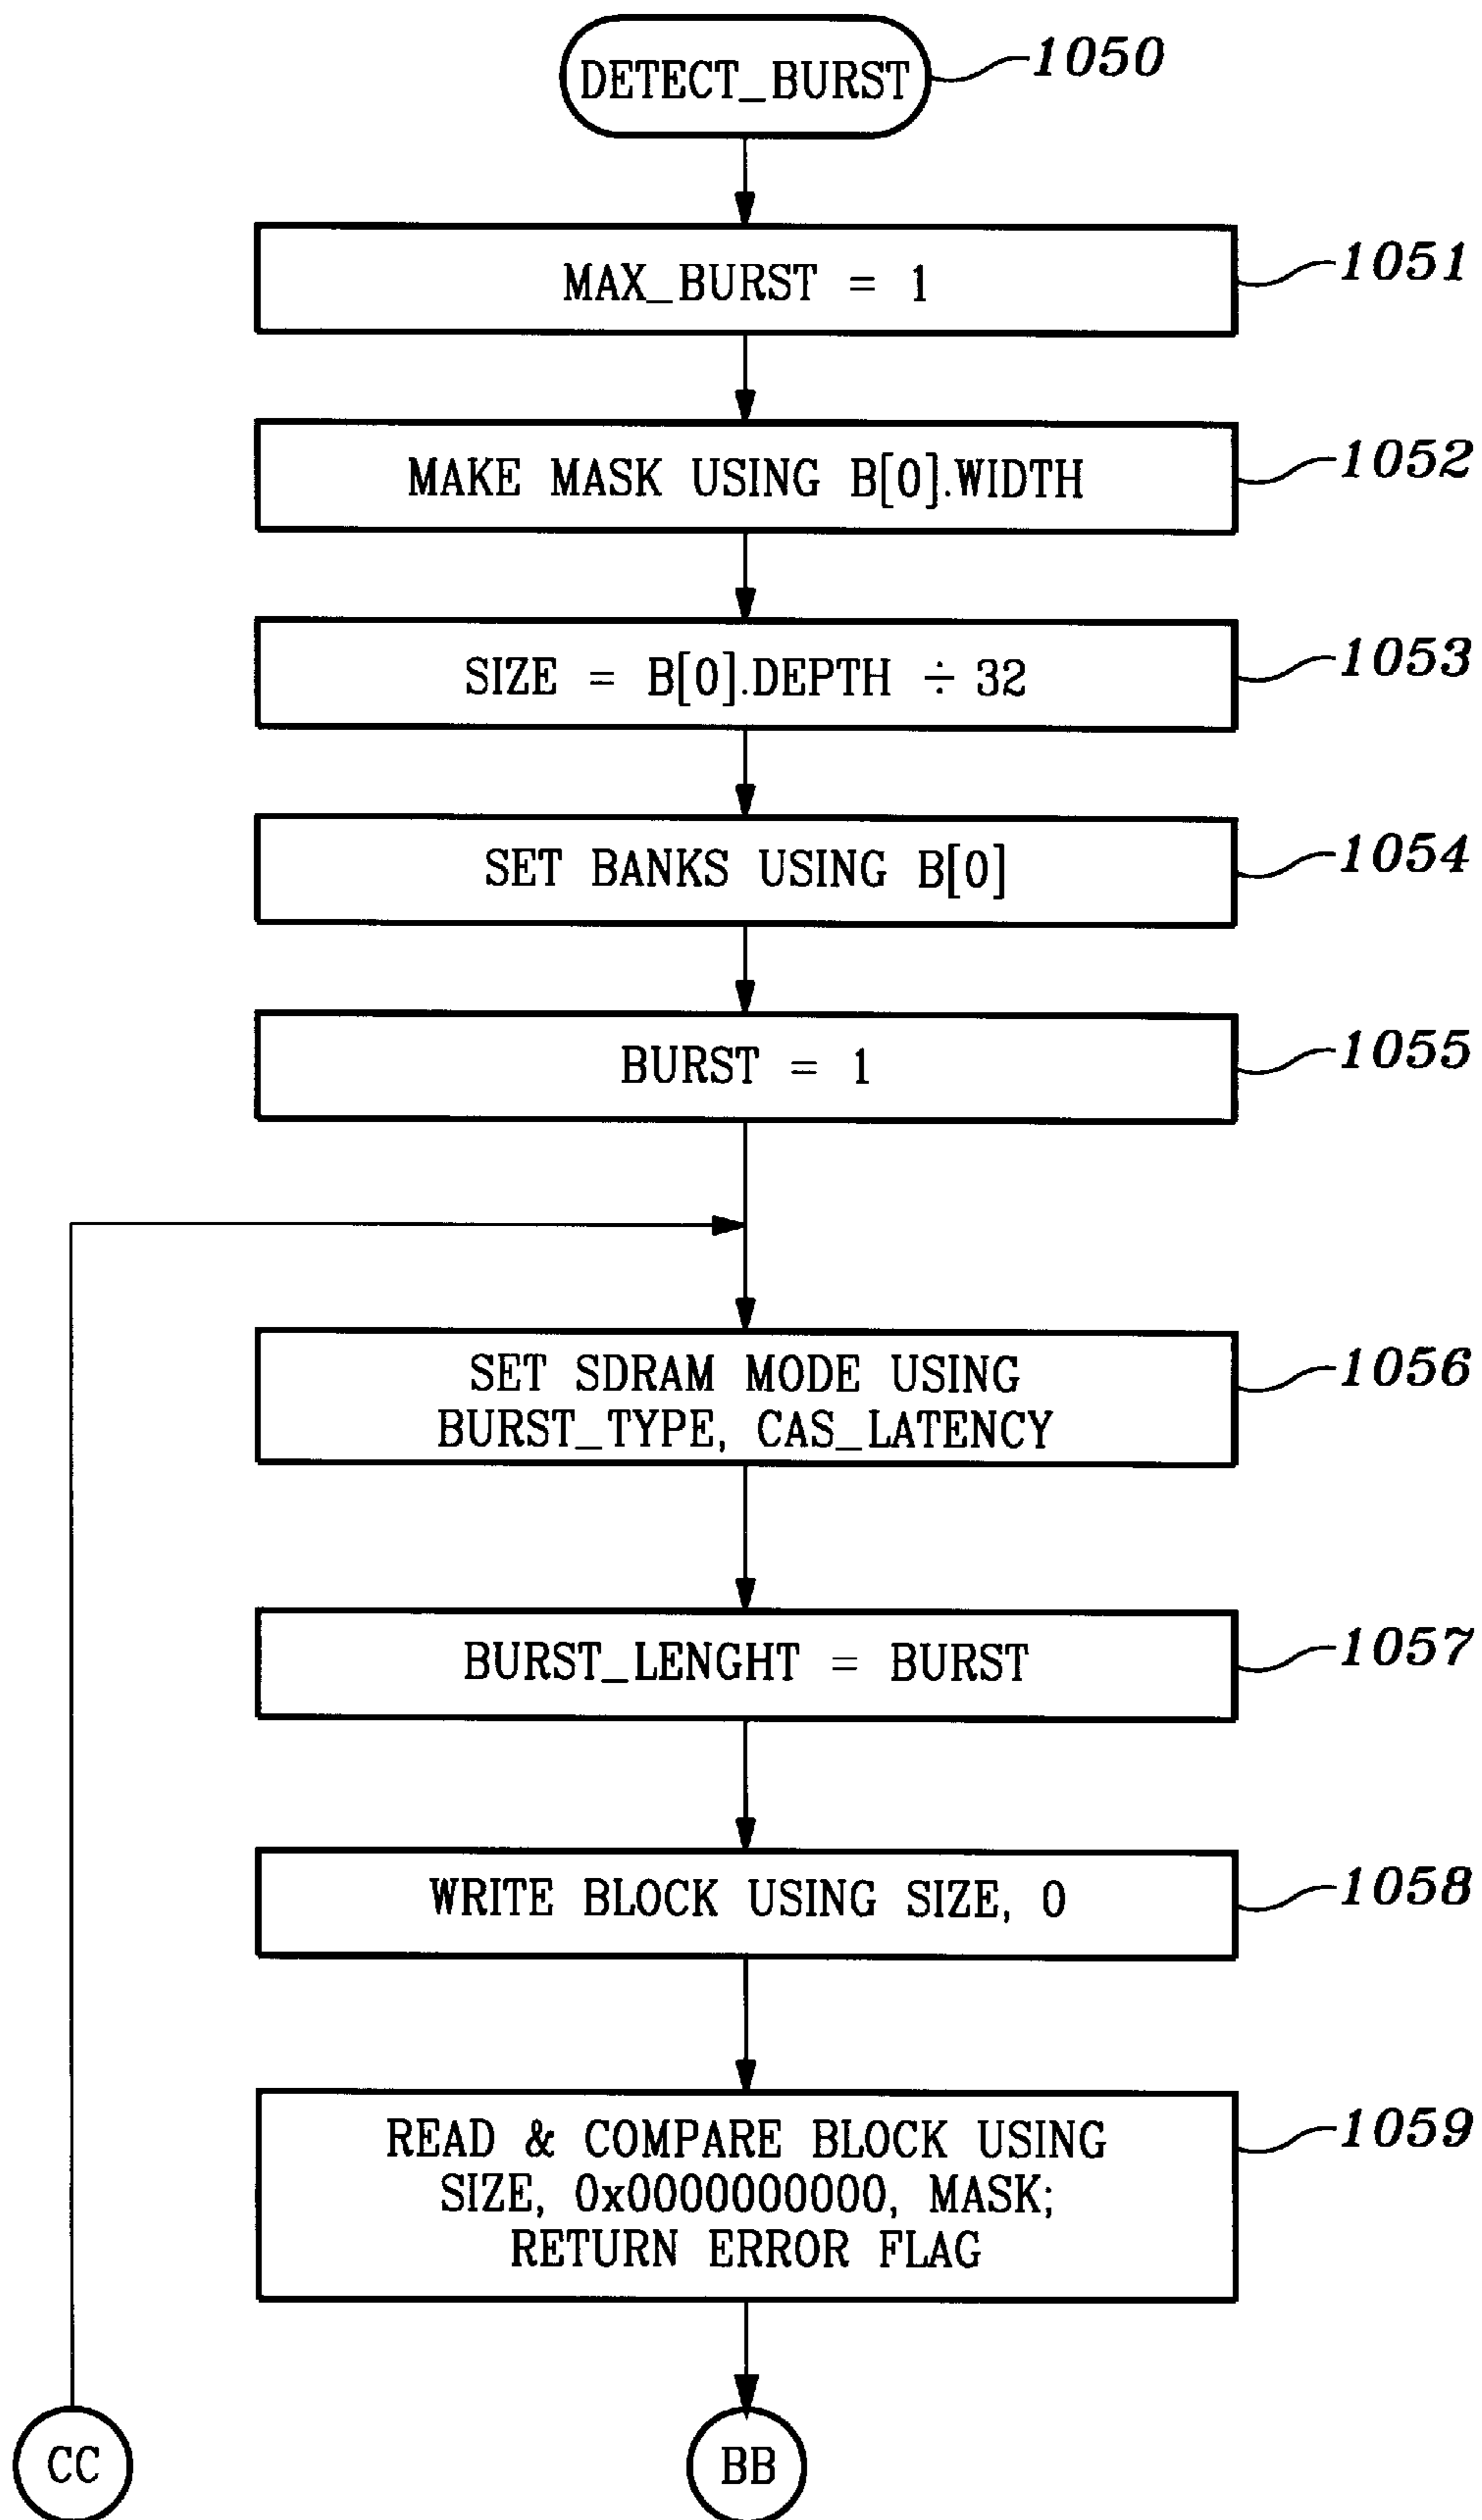 DETECT_BURST
1050
MAX_BURST = 1
1051
MAKE MASK USING B[0].WIDTH
1052
SIZE = B[0].DEPTH ÷ 32
1053
SET BANKS USING B[0]
1054
BURST = 1
1055
SET SDRAM MODE USING
BURST_TYPE, CAS_LATENCY
1056
BURST_LENGHT = BURST
1057
WRITE BLOCK USING SIZE, 0
1058
READ & COMPARE BLOCK USING
SIZE, 0x0000000000, MASK;
RETURN ERROR FLAG
1059
CC
BB